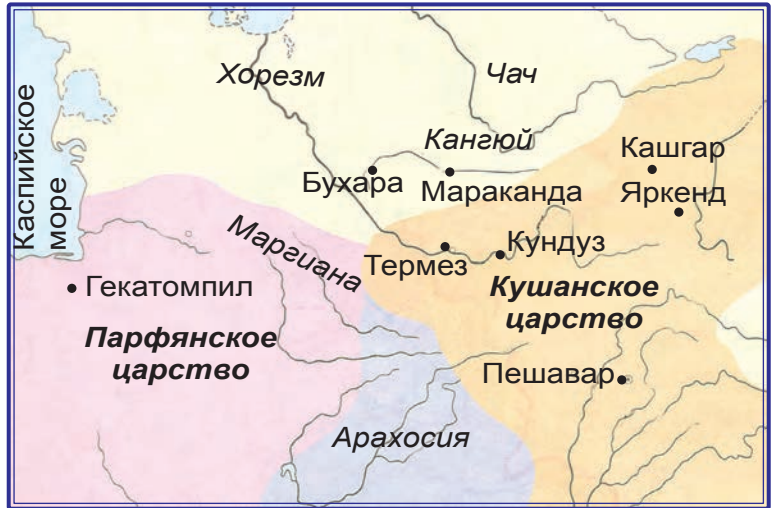 Хорезм
Чач
Каспийское
море
Кангюй
Кашгар
Бухара
Мараканда
Яркенд
Маргиана
Термез
Кундуз
Гекатомпил
Кушанское
царство
Парфянское
царство
Пешавар
Арахосия